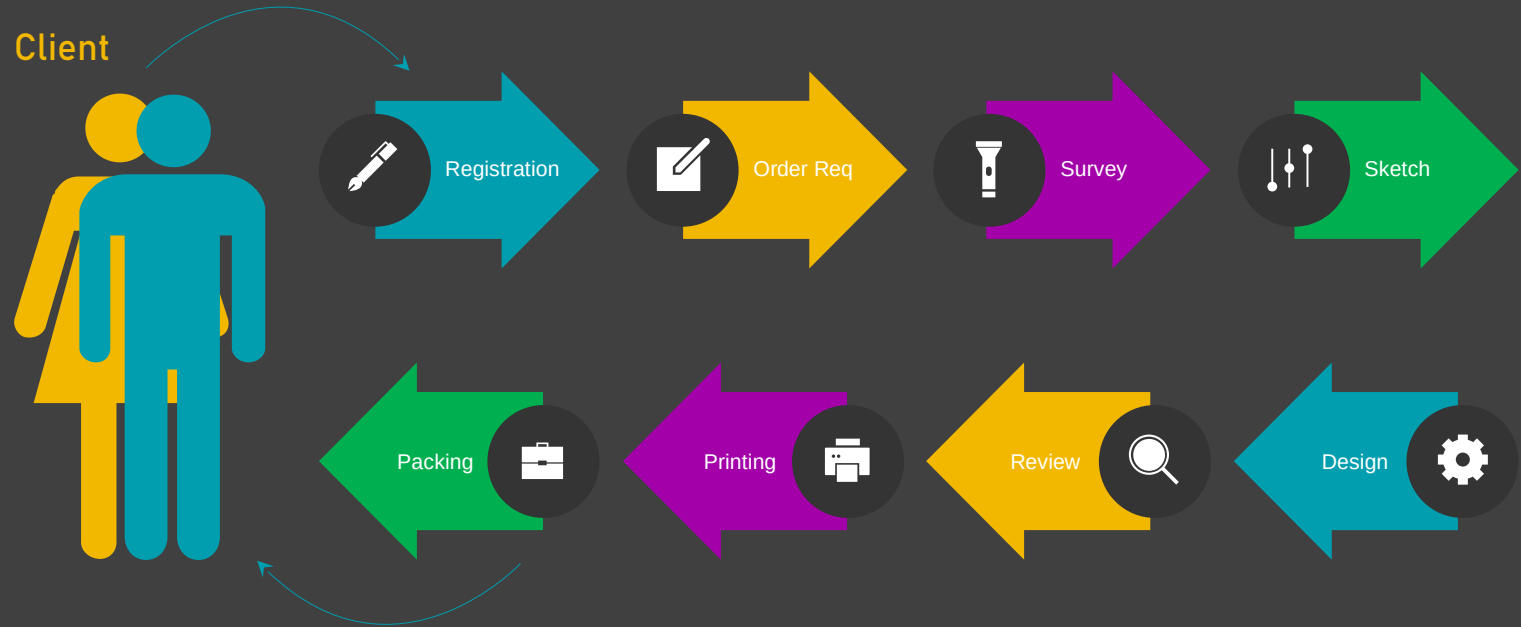 Client
Registration
Order Req
Survey
Sketch
Packing
Printing
Review
Design